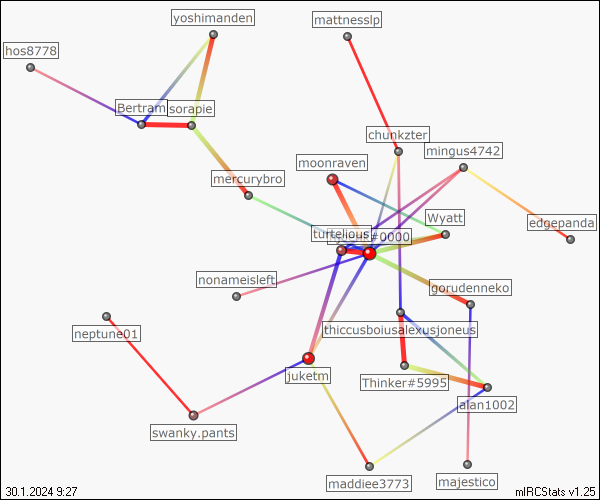 yoshimanden
mattnesslp
hos8778
Bertram
sorapie
chunkzter
mingus4742
moonraven
mercurybro
Wyatt
edgepanda
turtelious
#0000
nonameisleft
gorudenneko
neptune01
thiccusboiusalexusjoneus
juketm
Thinker#5995
alan1002
swanky.pants
maddiee3773
majestico
30.1.2024 9:27
mIRCStats v1.25